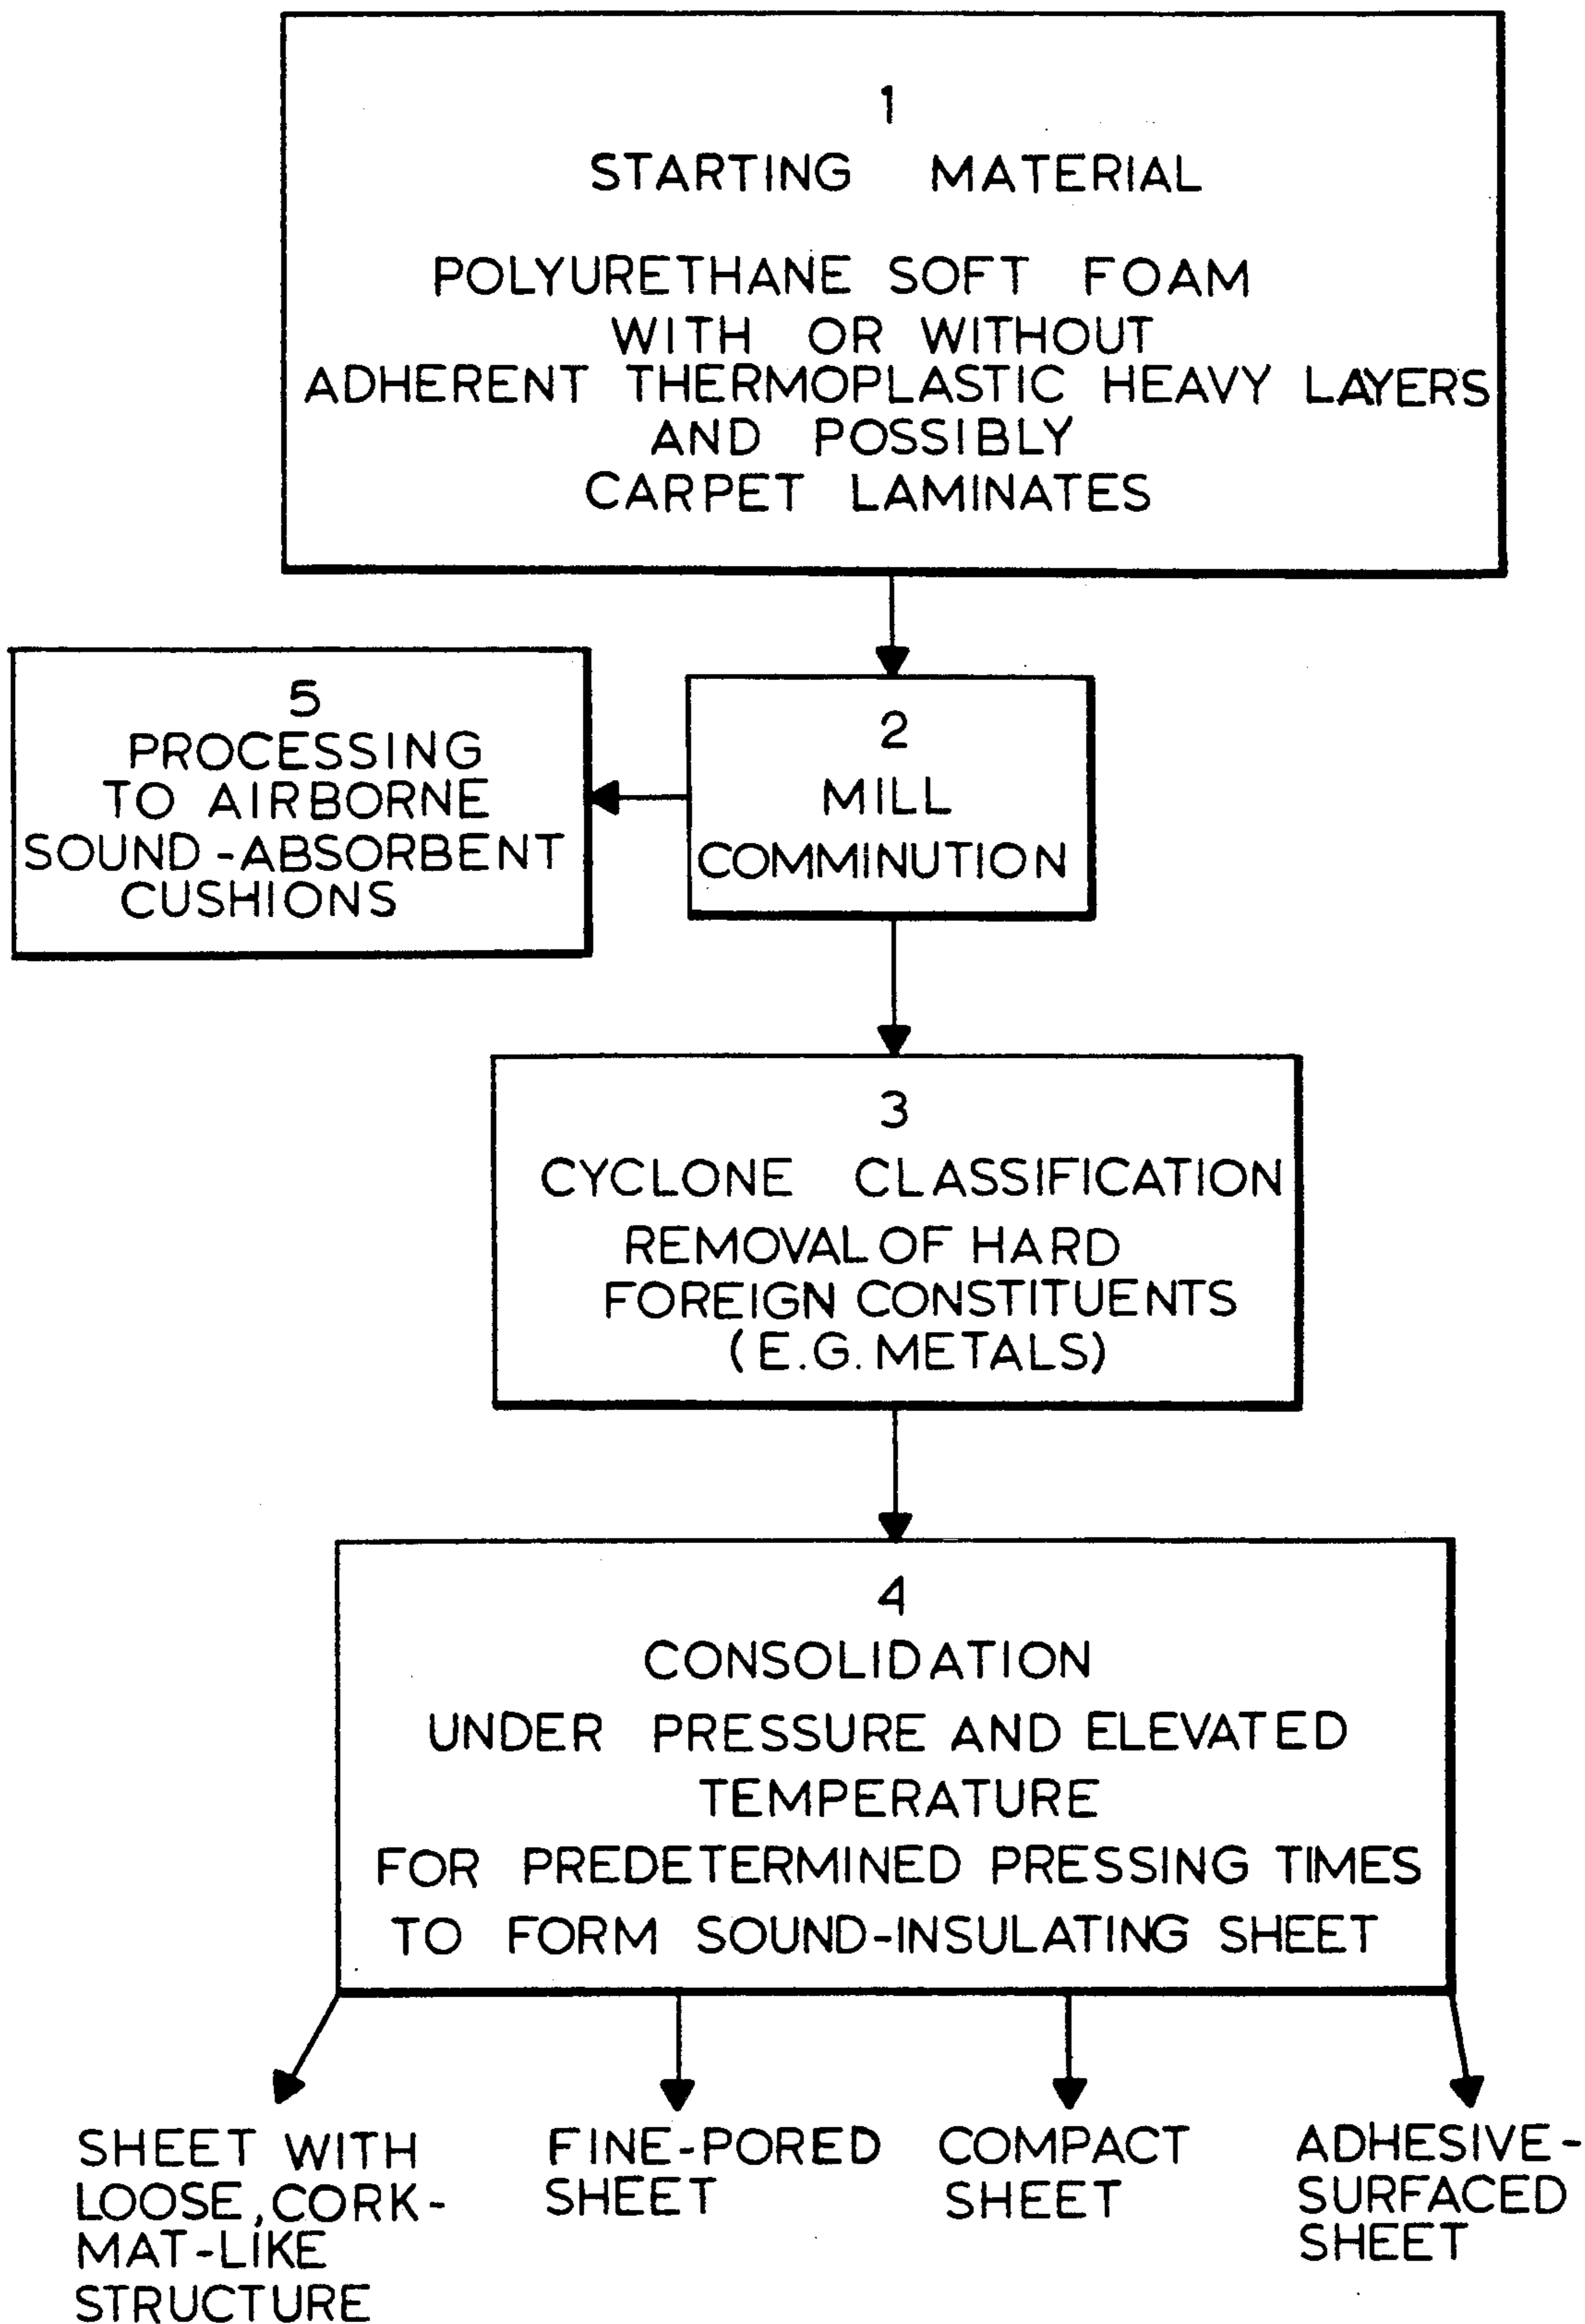 1
STARTING MATERIAL
POLYURETHANE SOFT FOAM
WITH OR WITHOUT
ADHERENT THERMOPLASTIC HEAVY LAYERS
AND POSSIBLY
CARPET LAMINATES
5
PROCESSING
TO AIRBORNE
SOUND-ABSORBENT
CUSHIONS
2
MILL
COMMINUTION
3
CYCLONE CLASSIFICATION
REMOVAL OF HARD
FOREIGN CONSTITUENTS
(E.G. METALS)
4
CONSOLIDATION
UNDER PRESSURE AND ELEVATED
TEMPERATURE
FOR PREDETERMINED PRESSING TIMES
TO FORM SOUND-INSULATING SHEET
SHEET WITH
LOOSE, CORK-
MAT-LIKE
STRUCTURE
FINE-PORED
SHEET
COMPACT
SHEET
ADHESIVE-
SURFACED
SHEET